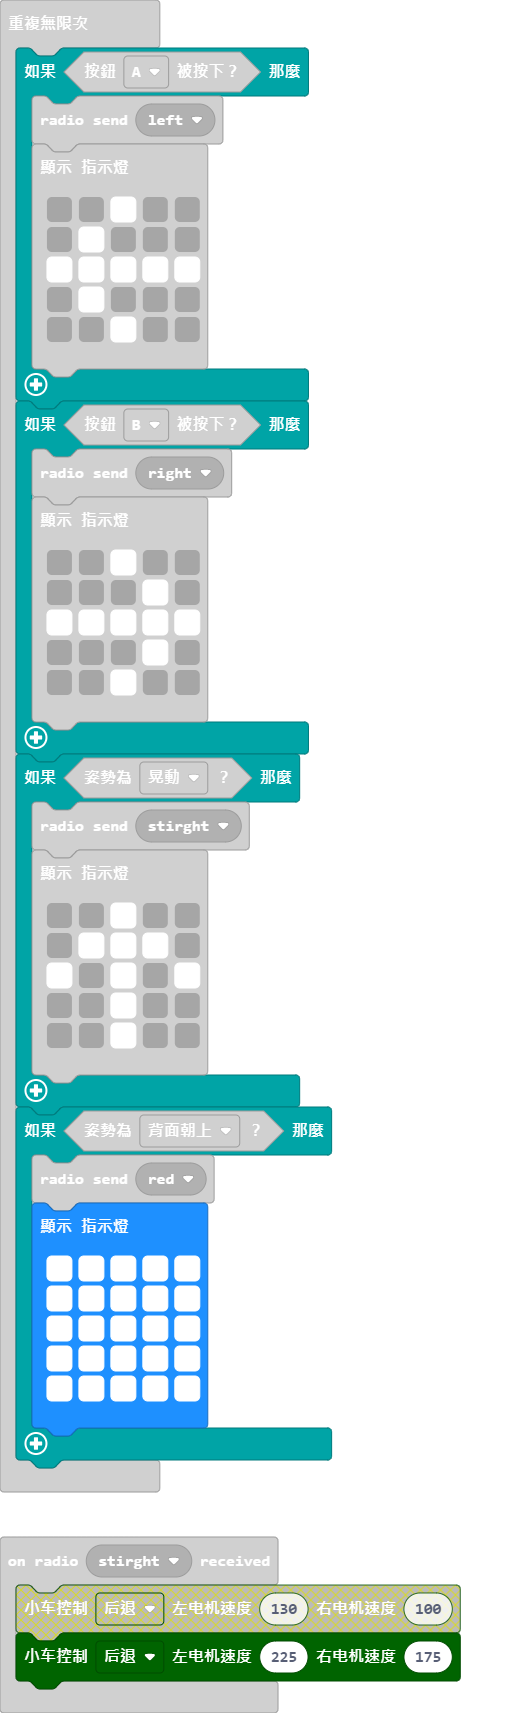 重複無限次
如果 按鈕 A 被按下？ 那麼
radio send left
顯示 指示燈
如果 按鈕 B 被按下？ 那麼
radio send right
顯示 指示燈
如果 姿勢為 晃動 ？ 那麼
radio send stirght
顯示 指示燈
如果 姿勢為 背面朝上 ？ 那麼
radio send red
顯示 指示燈
on radio stirght received
小车控制 后退 左电机速度 130 右电机速度 100
小车控制 后退 左电机速度 225 右电机速度 175